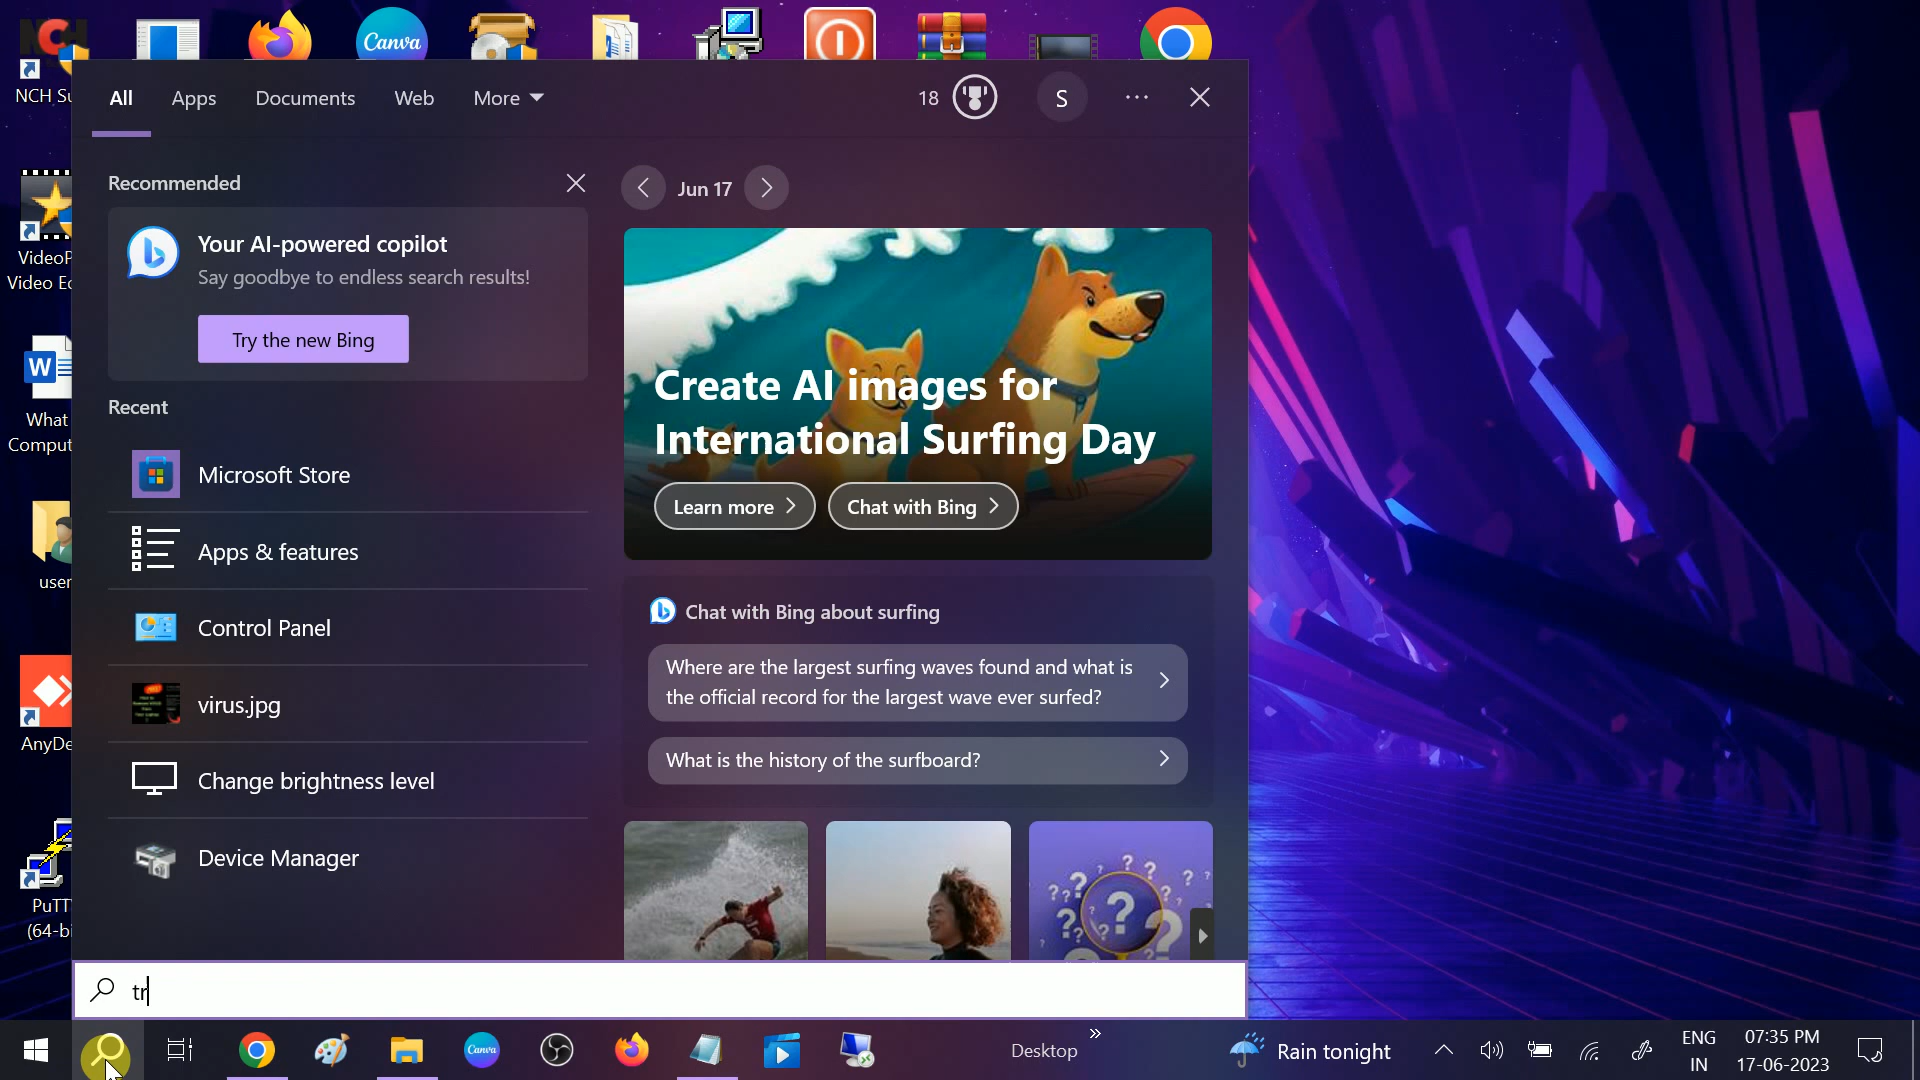 NCH
Canva
NCH Su
All
Apps
Documents
Web
More
18
S
Recommended
Jun 17
Your AI-powered copilot
Say goodbye to endless search results!
Try the new Bing
VideoP
Video Ed
Create AI images for
International Surfing Day
Learn more
Chat with Bing
Recent
W
What
Comput
Microsoft Store
Apps & features
user
Chat with Bing about surfing
Control Panel
Where are the largest surfing waves found and what is
the official record for the largest wave ever surfed?
virus.jpg
AnyDe
What is the history of the surfboard?
Change brightness level
Device Manager
PuTTY
(64-bi
tr
Canva
Desktop
Rain tonight
ENG
IN
07:35 PM
17-06-2023